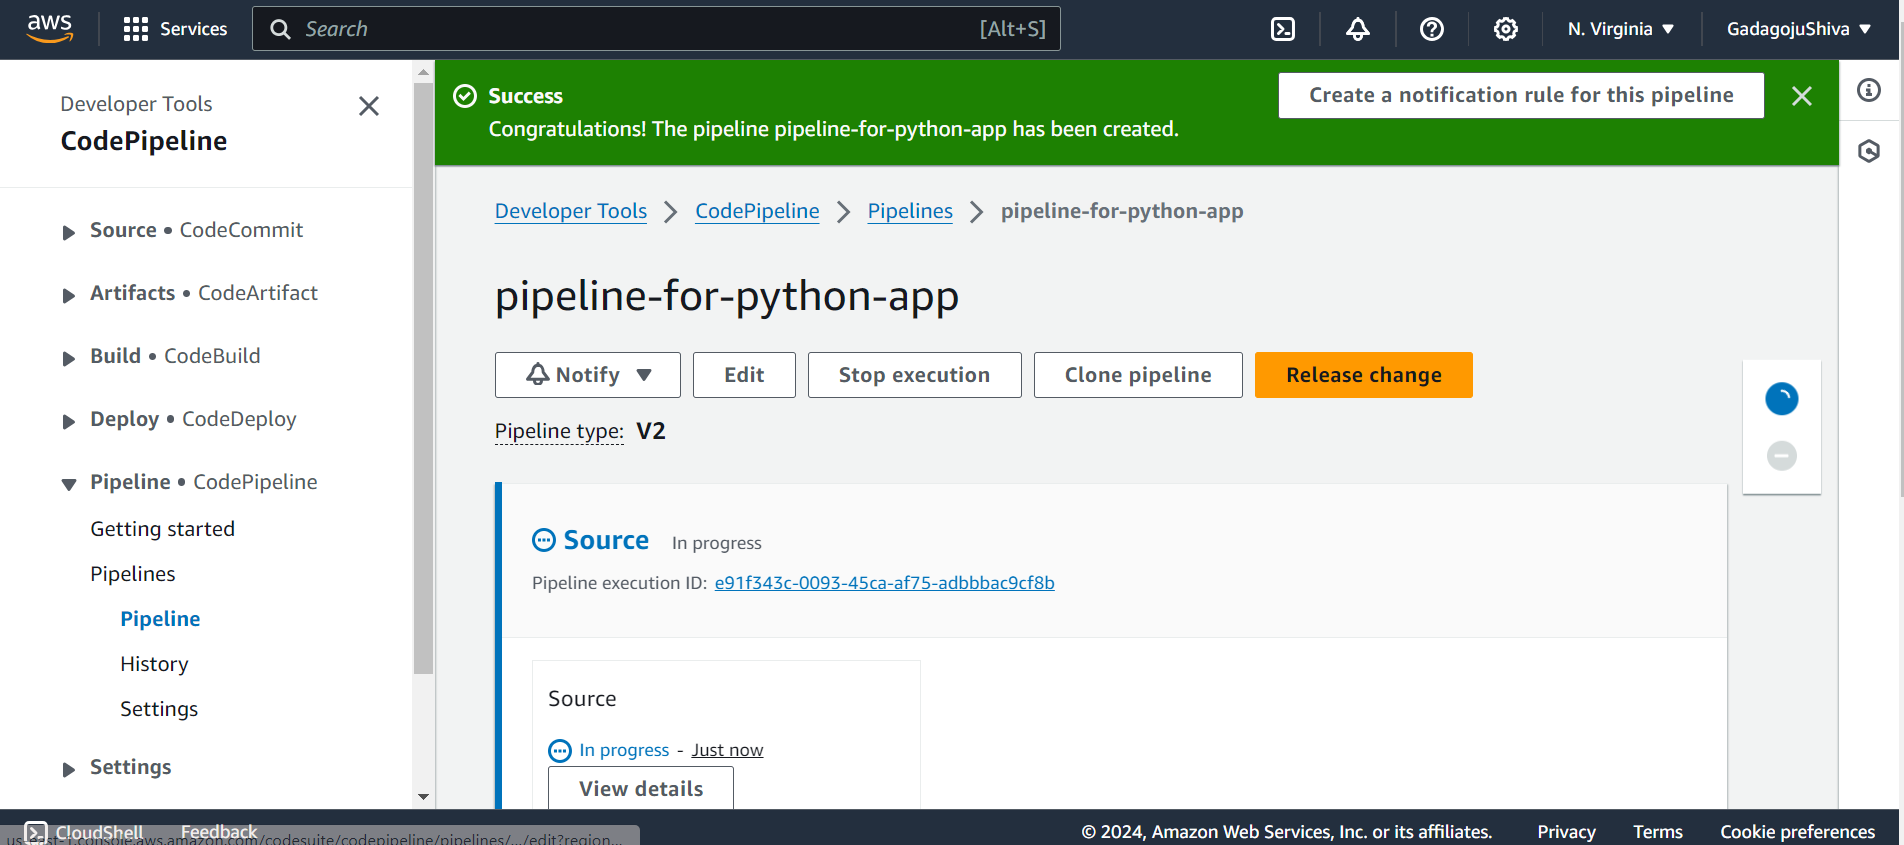 aws
Services
Search
[Alt+S]
N. Virginia
GadagojuShiva
Developer Tools
CodePipeline
Source • CodeCommit
Artifacts • CodeArtifact
Build • CodeBuild
Deploy • CodeDeploy
Pipeline • CodePipeline
Getting started
Pipelines
Pipeline
History
Settings
Settings
Success
Congratulations! The pipeline pipeline-for-python-app has been created.
Create a notification rule for this pipeline
Developer Tools
CodePipeline
Pipelines
pipeline-for-python-app
pipeline-for-python-app
Notify
Edit
Stop execution
Clone pipeline
Release change
Pipeline type: V2
Source In progress
Pipeline execution ID: e91f343c-0093-45ca-af75-adbbbac9cf8b
Source
In progress - Just now
View details
CloudShell
Feedback
us-east-1.console.aws.amazon.com/codesuite/codepipeline/pipelines/.../edit?region...
© 2024, Amazon Web Services, Inc. or its affiliates.
Privacy
Terms
Cookie preferences